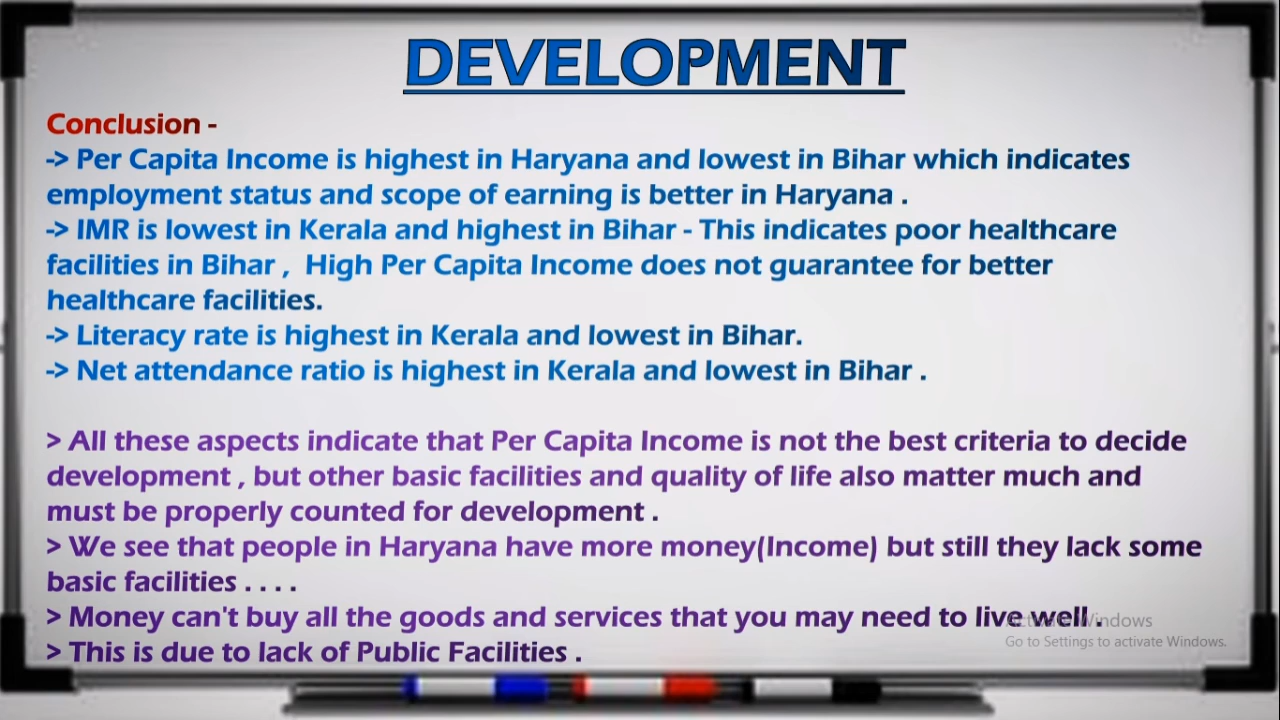 DEVELOPMENT
Conclusion -
-> Per Capita Income is highest in Haryana and lowest in Bihar which indicates
employment status and scope of earning is better in Haryana .
-> IMR is lowest in Kerala and highest in Bihar - This indicates poor healthcare
facilities in Bihar ,  High Per Capita Income does not guarantee for better
healthcare facilities.
-> Literacy rate is highest in Kerala and lowest in Bihar.
-> Net attendance ratio is highest in Kerala and lowest in Bihar .
> All these aspects indicate that Per Capita Income is not the best criteria to decide
development , but other basic facilities and quality of life also matter much and
must be properly counted for development .
> We see that people in Haryana have more money(Income) but still they lack some
basic facilities . . . .
> Money can't buy all the goods and services that you may need to live well .
Activate Windows
Go to Settings to activate Windows.
> This is due to lack of Public Facilities .